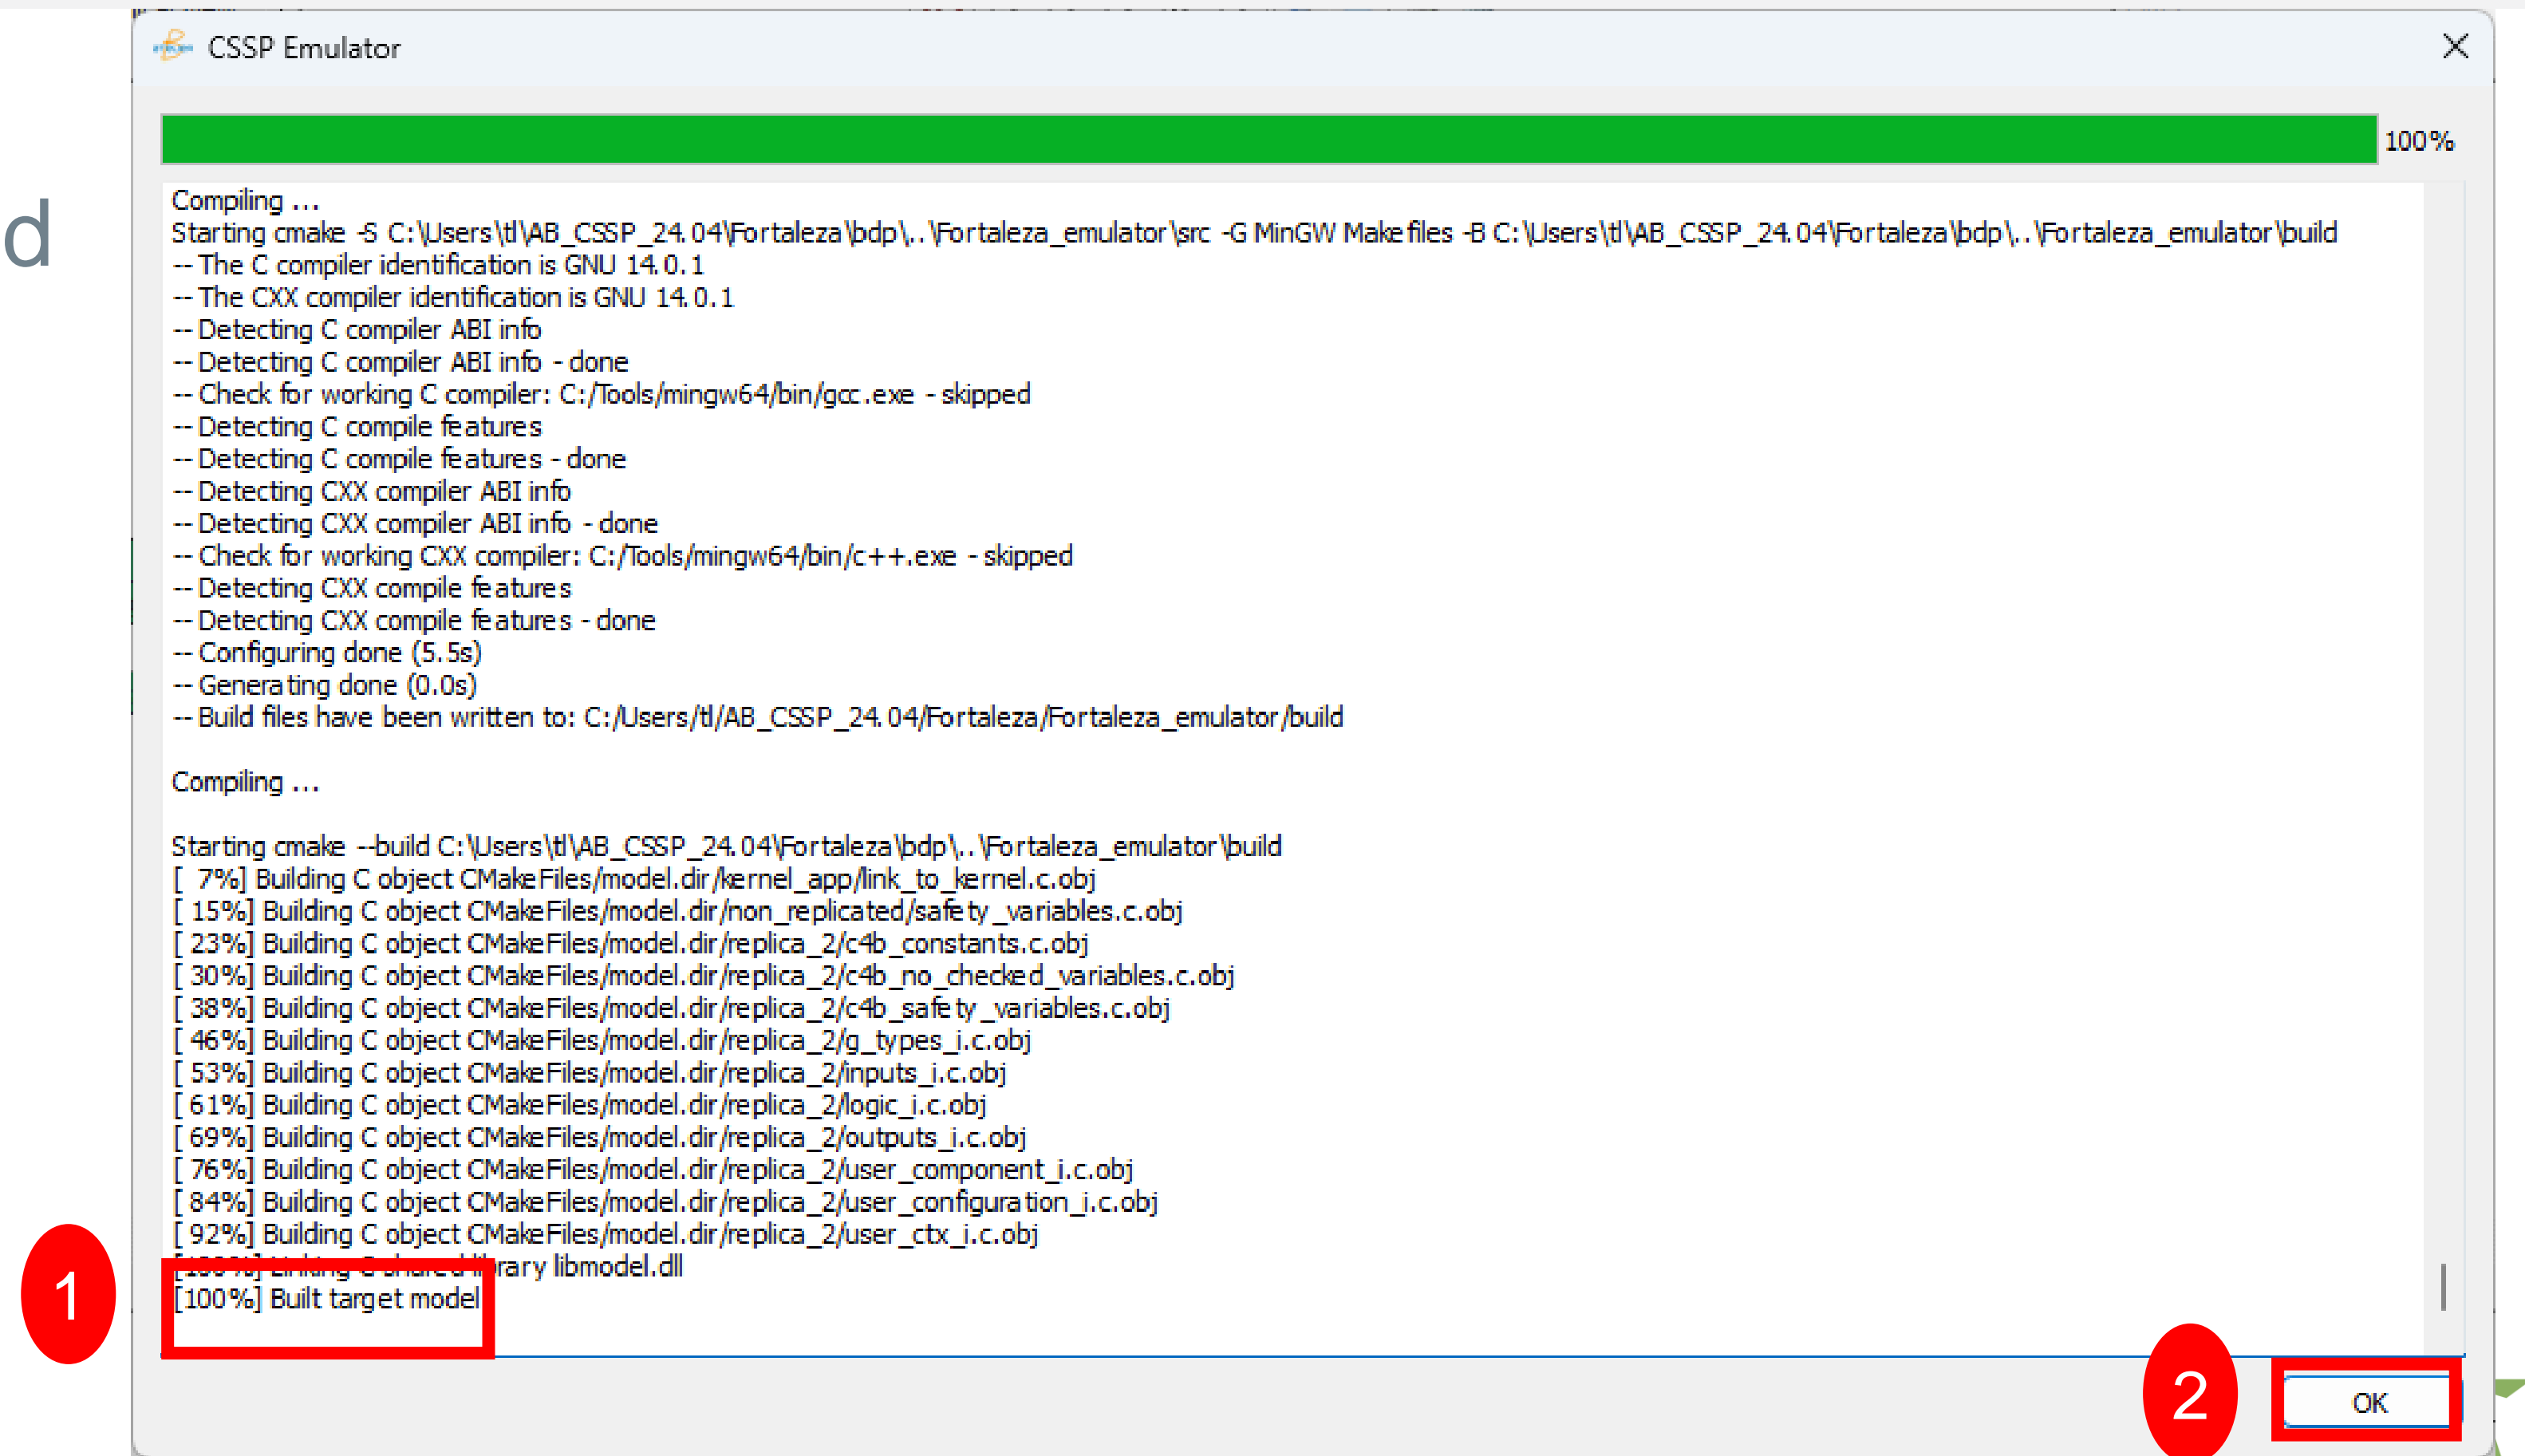 CSSP Emulator
100%
d
Compiling ...
Starting cmake -S C:\Users\tl\AB_CSSP_24.04\Fortaleza\bdp\..\Fortaleza_emulator\src -G MinGW Makefiles -B C:\Users\tl\AB_CSSP_24.04\Fortaleza\bdp\..\Fortaleza_emulator\build
-- The C compiler identification is GNU 14.0.1
-- The CXX compiler identification is GNU 14.0.1
-- Detecting C compiler ABI info
-- Detecting C compiler ABI info - done
-- Check for working C compiler: C:/Tools/mingw64/bin/gcc.exe - skipped
-- Detecting C compile features
-- Detecting C compile features - done
-- Detecting CXX compiler ABI info
-- Detecting CXX compiler ABI info - done
-- Check for working CXX compiler: C:/Tools/mingw64/bin/c++.exe - skipped
-- Detecting CXX compile features
-- Detecting CXX compile features - done
-- Configuring done (5.5s)
-- Generating done (0.0s)
-- Build files have been written to: C:/Users/tl/AB_CSSP_24.04/Fortaleza/Fortaleza_emulator/build
Compiling ...
Starting cmake --build C:\Users\tl\AB_CSSP_24.04\Fortaleza\bdp\..\Fortaleza_emulator\build
[ 7%] Building C object CMakeFiles/model.dir/kernel_app/link_to_kernel.c.obj
[ 15%] Building C object CMakeFiles/model.dir/non_replicated/safety_variables.c.obj
[ 23%] Building C object CMakeFiles/model.dir/replica_2/c4b_constants.c.obj
[ 30%] Building C object CMakeFiles/model.dir/replica_2/c4b_no_checked_variables.c.obj
[ 38%] Building C object CMakeFiles/model.dir/replica_2/c4b_safety_variables.c.obj
[ 46%] Building C object CMakeFiles/model.dir/replica_2/g_types_i.c.obj
[ 53%] Building C object CMakeFiles/model.dir/replica_2/inputs_i.c.obj
[ 61%] Building C object CMakeFiles/model.dir/replica_2/logic_i.c.obj
[ 69%] Building C object CMakeFiles/model.dir/replica_2/outputs_i.c.obj
[ 76%] Building C object CMakeFiles/model.dir/replica_2/user_component_i.c.obj
[ 84%] Building C object CMakeFiles/model.dir/replica_2/user_configuration_i.c.obj
[ 92%] Building C object CMakeFiles/model.dir/replica_2/user_ctx_i.c.obj
[100%] Linking C shared library libmodel.dll
1
[100%] Built target model
2
OK